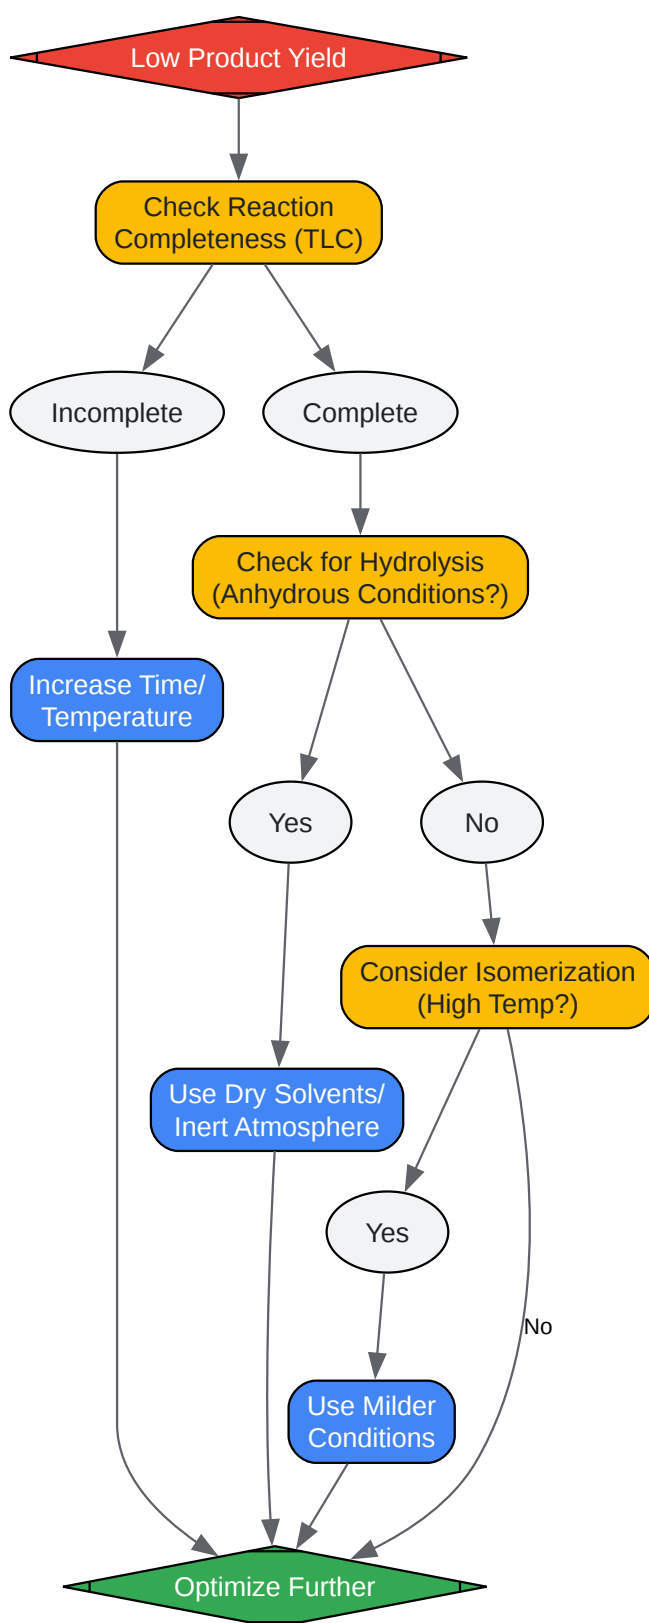 Low Product Yield
Check Reaction
Completeness (TLC)
Incomplete
Complete
Check for Hydrolysis
(Anhydrous Conditions?)
Increase Time/
Temperature
Yes
No
Consider Isomerization
(High Temp?)
Use Dry Solvents/
Inert Atmosphere
Yes
No
Use Milder
Conditions
Optimize Further